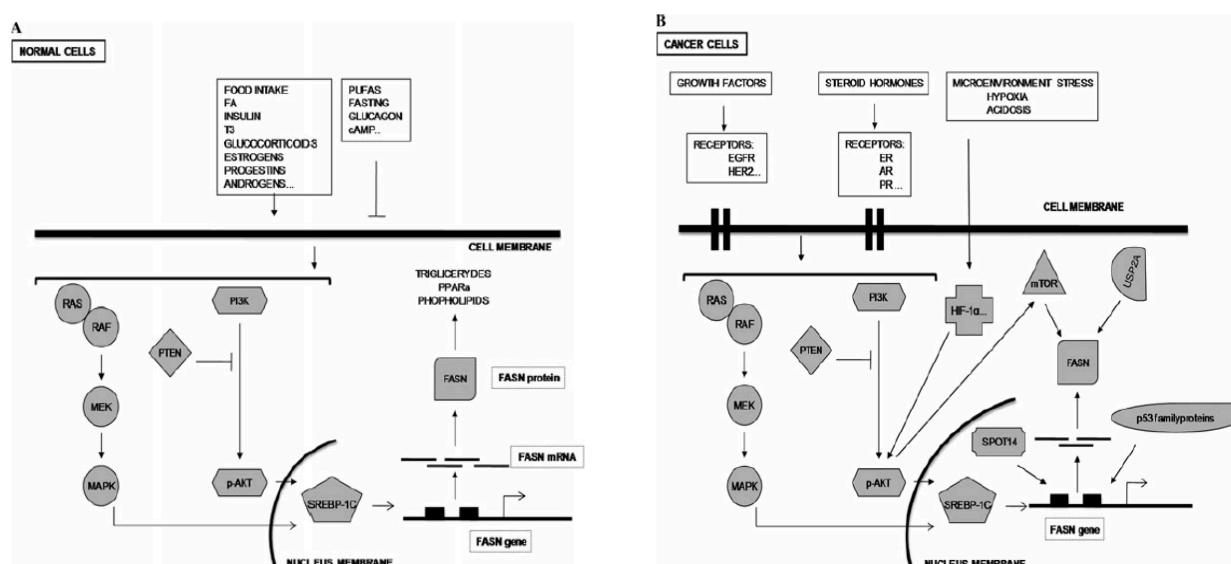 A
NORMAL CELLS
FOOD INTAKE
FA
INSULIN
T3
GLUCOCORTICOIDS
ESTROGENS
PROGESTINS
ANDROGENS...
PUFAS
FASTING
GLUCAGON
cAMP...
CELL MEMBRANE
TRIGLICERYDES
PPARa
PHOPHOLIPIDS
RAS
RAF
PI3K
PTEN
MEK
MAPK
p-AKT
FASN
FASN protein
FASN mRNA
SREBP-1C
FASN gene
NUCLEUS MEMBRANE
B
CANCER CELLS
GROWTH FACTORS
STEROID HORMONES
MICROENVIRONMENT STRESS
HYPOXIA
ACIDOSIS
RECEPTORS:
EGFR
HER2...
RECEPTORS:
ER
AR
PR...
CELL MEMBRANE
RAS
RAF
PI3K
HIF-1α...
mTOR
USP2A
PTEN
FASN
MEK
p53 familyproteins
SPOT14
MAPK
p-AKT
SREBP-1C
FASN gene
NUCLEUS MEMBRANE